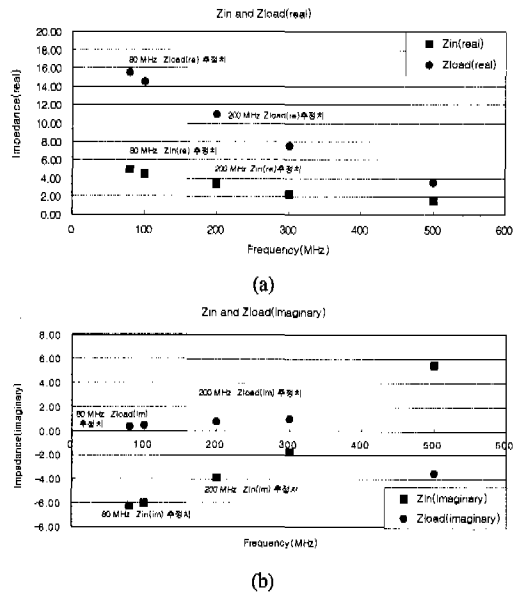 Zin and Zload(real)
20.00
18.00
16.00
14.00
12.00
10.00
8.00
6.00
4.00
2.00
0.00
Impedance(real)
80 MHz Zload(re) 추정치
200 MHz Zload(re)추정치
80 MHz Zin(re) 추정치
200 MHz Zin(re)추정치
Zin(real)
Zload(real)
0 100 200 300 400 500 600
Frequency(MHz)
(a)
Zin and Zload(Imaginary)
8.00
6.00
4.00
2.00
0.00
-2.00
-4.00
-6.00
-8.00
Impedance(imaginary)
80 MHz Zload(im)
추정치
200 MHz Zload(im) 추정치
0 100 200 300 400 500 600
200 MHz Zin(im) 추정치
80 MHz Zin(im) 추정치
Zin(Imaginary)
Zload(imaginary)
Frequency(MHz)
(b)